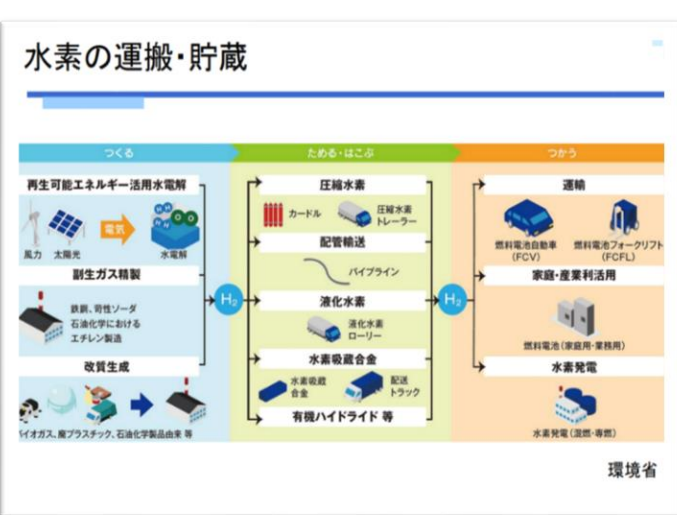 水素の運搬・貯蔵
つくる
ためる・はこぶ
つかう
再生可能エネルギー活用水電解
電気
風力
太陽光
水電解
副生ガス精製
鉄鋼、苛性ソーダ
石油化学における
エチレン製造
改質生成
バイオガス、廃プラスチック、石油化学製品由来 等
H₂
圧縮水素
カードル
圧縮水素
トレーラー
配管輸送
パイプライン
液化水素
液化水素
ローリー
水素吸蔵合金
水素吸蔵
合金
配送
トラック
有機ハイドライド 等
H₂
運輸
燃料電池自動車
(FCV)
燃料電池フォークリフト
(FCFL)
家庭・産業利活用
燃料電池(家庭用・業務用)
水素発電
水素発電(混燃・専燃)
環境省